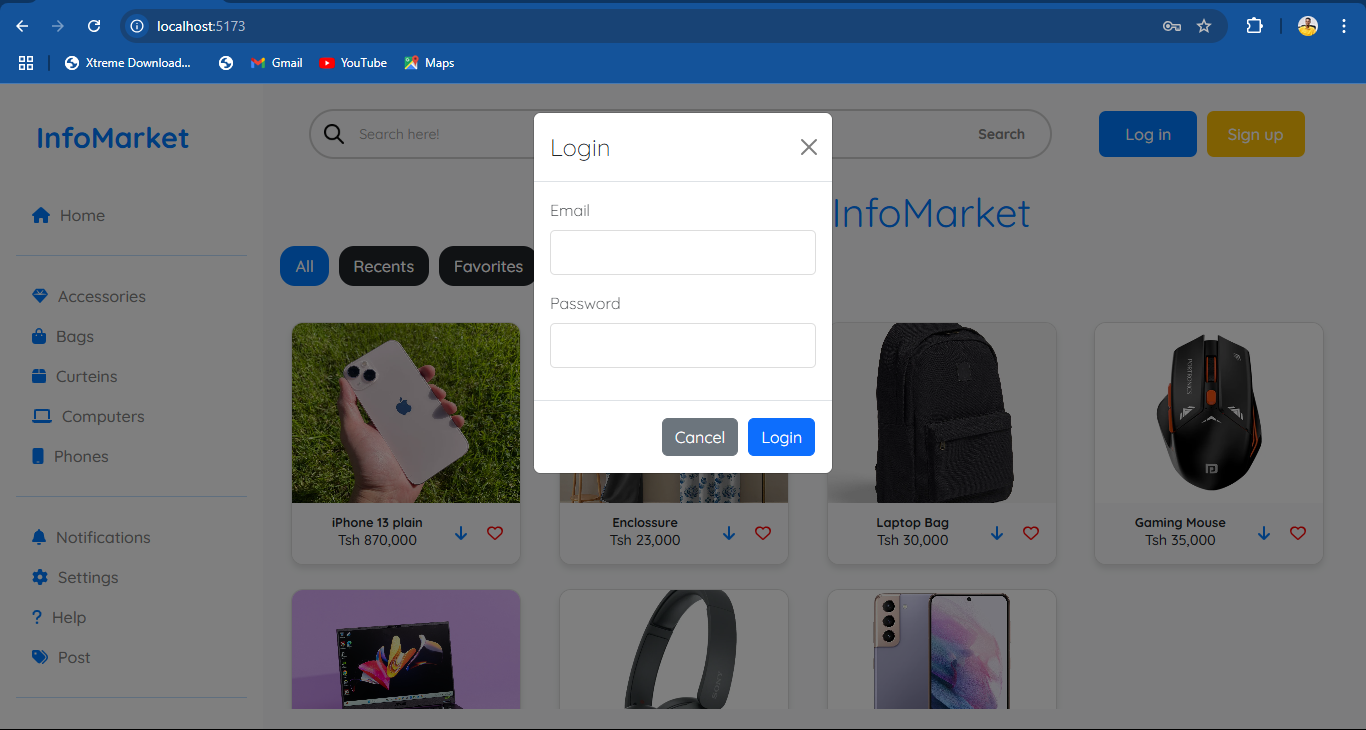 localhost:5173
Xtreme Download...
Gmail
YouTube
Maps
InfoMarket
Search here!
Search
Log in
Sign up
Home
Accessories
Bags
Curteins
Computers
Phones
Notifications
Settings
? Help
Post
InfoMarket
All
Recents
Favorites
Login
Email
Password
Cancel
Login
iPhone 13 plain
Tsh 870,000
Enclossure
Tsh 23,000
Laptop Bag
Tsh 30,000
PORTRONICS
Gaming Mouse
Tsh 35,000
SONY